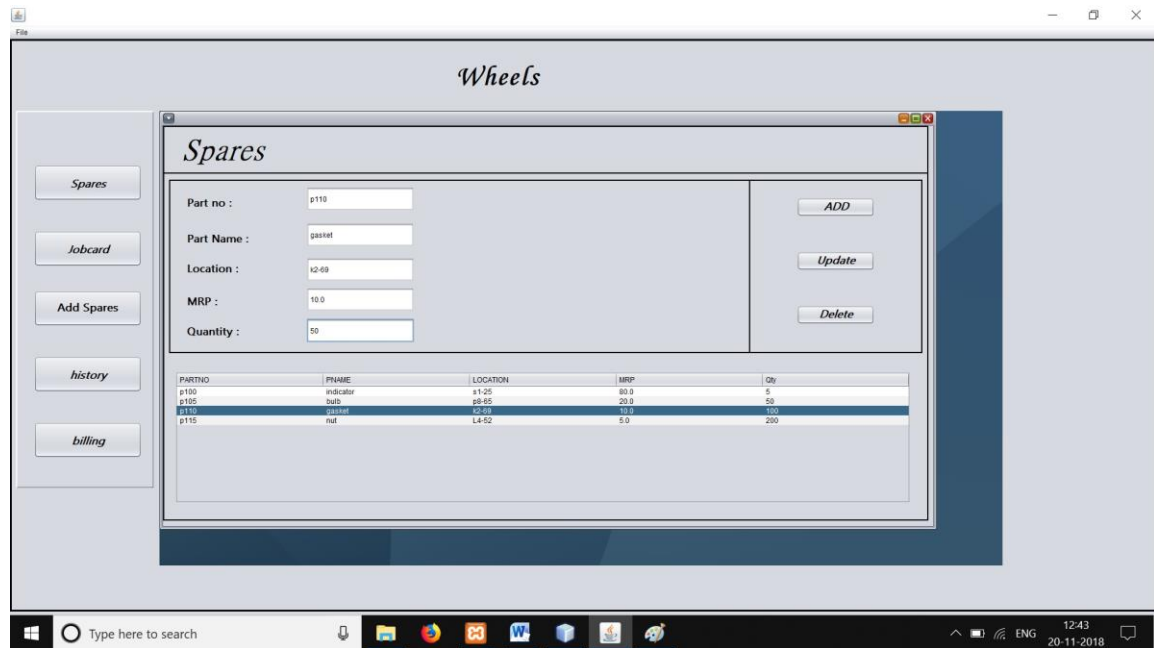 File
Wheels
Spares
Jobcard
Add Spares
history
billing
Spares
Part no : p110
Part Name : gasket
Location : k2-69
MRP : 10.0
Quantity : 50
ADD
Update
Delete
PARTNO PNAME LOCATION MRP Qty
p100 indicator s1-25 80.0 5
p105 bulb p8-65 20.0 50
p110 gasket k2-69 10.0 100
p115 nut L4-52 5.0 200
Type here to search
ENG
12:43
20-11-2018